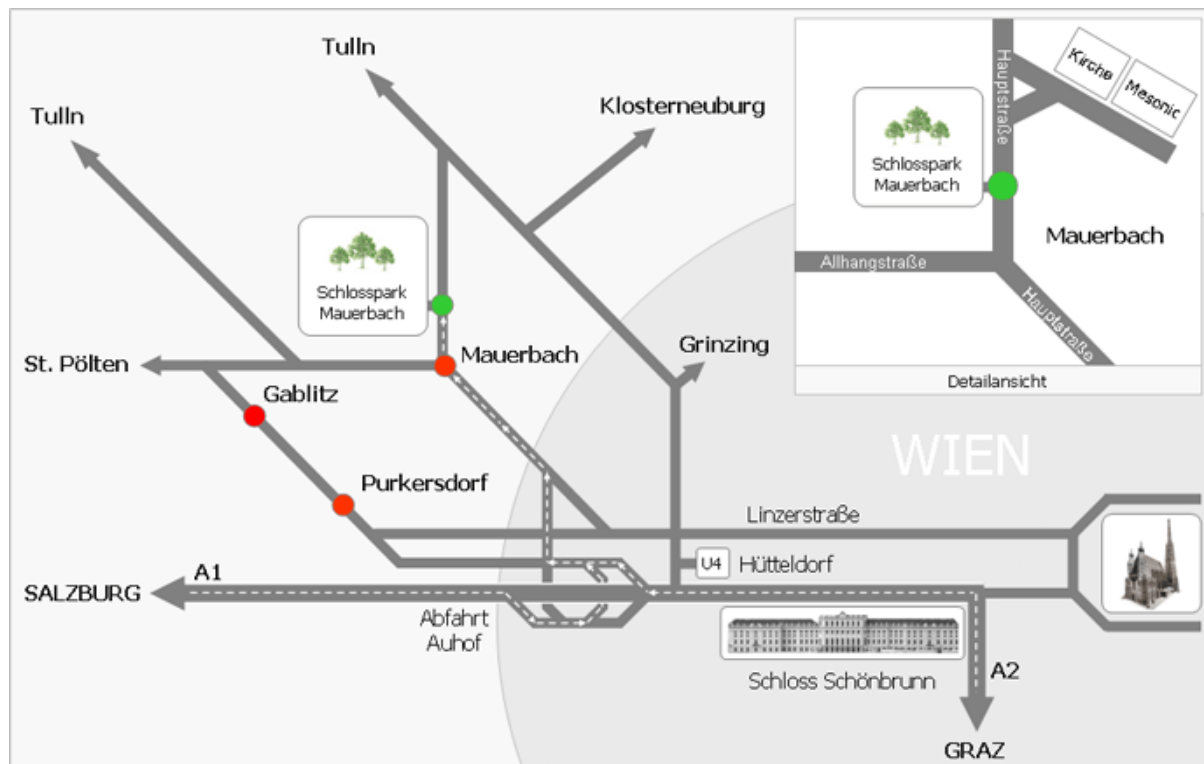 Tulln
Klosterneuburg
Tulln
Schlosspark
Mauerbach
St. Pölten
Mauerbach
Grinzing
Gablitz
Purkersdorf
WIEN
Linzerstraße
U4
Hütteldorf
A1
SALZBURG
Abfahrt
Auhof
Schloss Schönbrunn
A2
GRAZ
Hauptstraße
Kirche
Mesonic
Schlosspark
Mauerbach
Mauerbach
Allhangstraße
Hauptstraße
Detailansicht